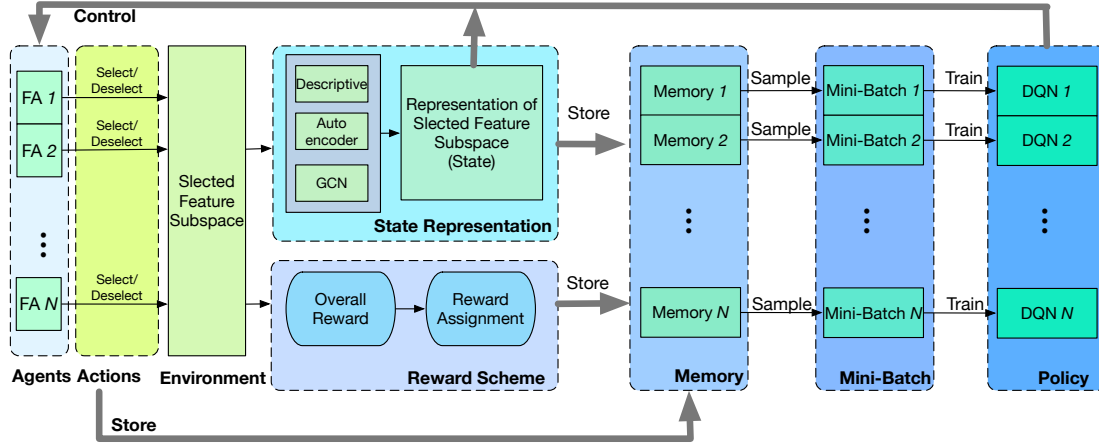 Control
FA 1
FA 2
FA N
Agents
Select/
Deselect
Select/
Deselect
Select/
Deselect
Actions
Slected
Feature
Subspace
Environment
Descriptive
Auto
encoder
GCN
Representation of
Slected Feature
Subspace
(State)
State Representation
Overall
Reward
Reward
Assignment
Reward Scheme
Store
Store
Store
Memory 1
Memory 2
Memory N
Memory
Sample
Sample
Sample
Mini-Batch 1
Mini-Batch 2
Mini-Batch N
Mini-Batch
Train
Train
Train
DQN 1
DQN 2
DQN N
Policy